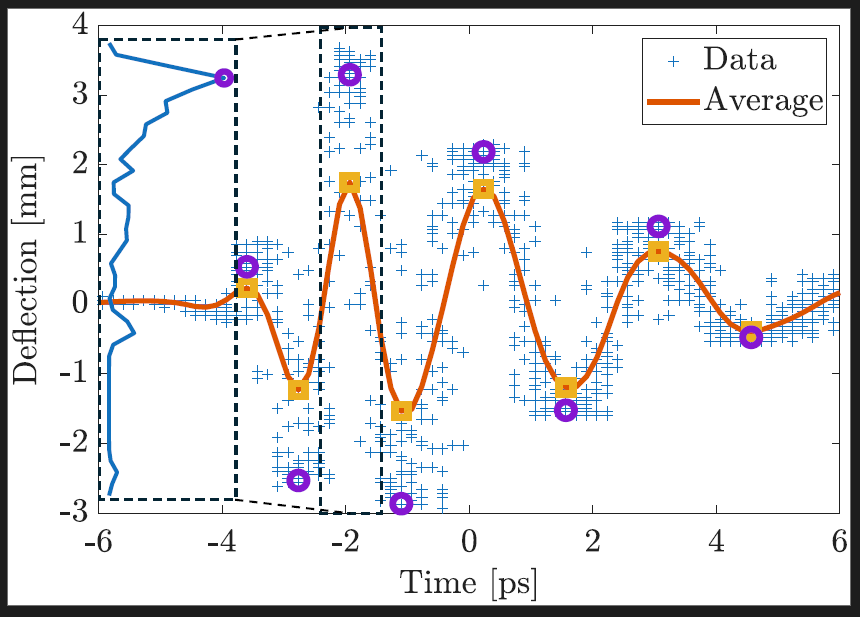 4
3
2
1
0
-1
-2
-3
-6 -4 -2 0 2 4 6
Deflection [mm]
Time [ps]
Data
Average